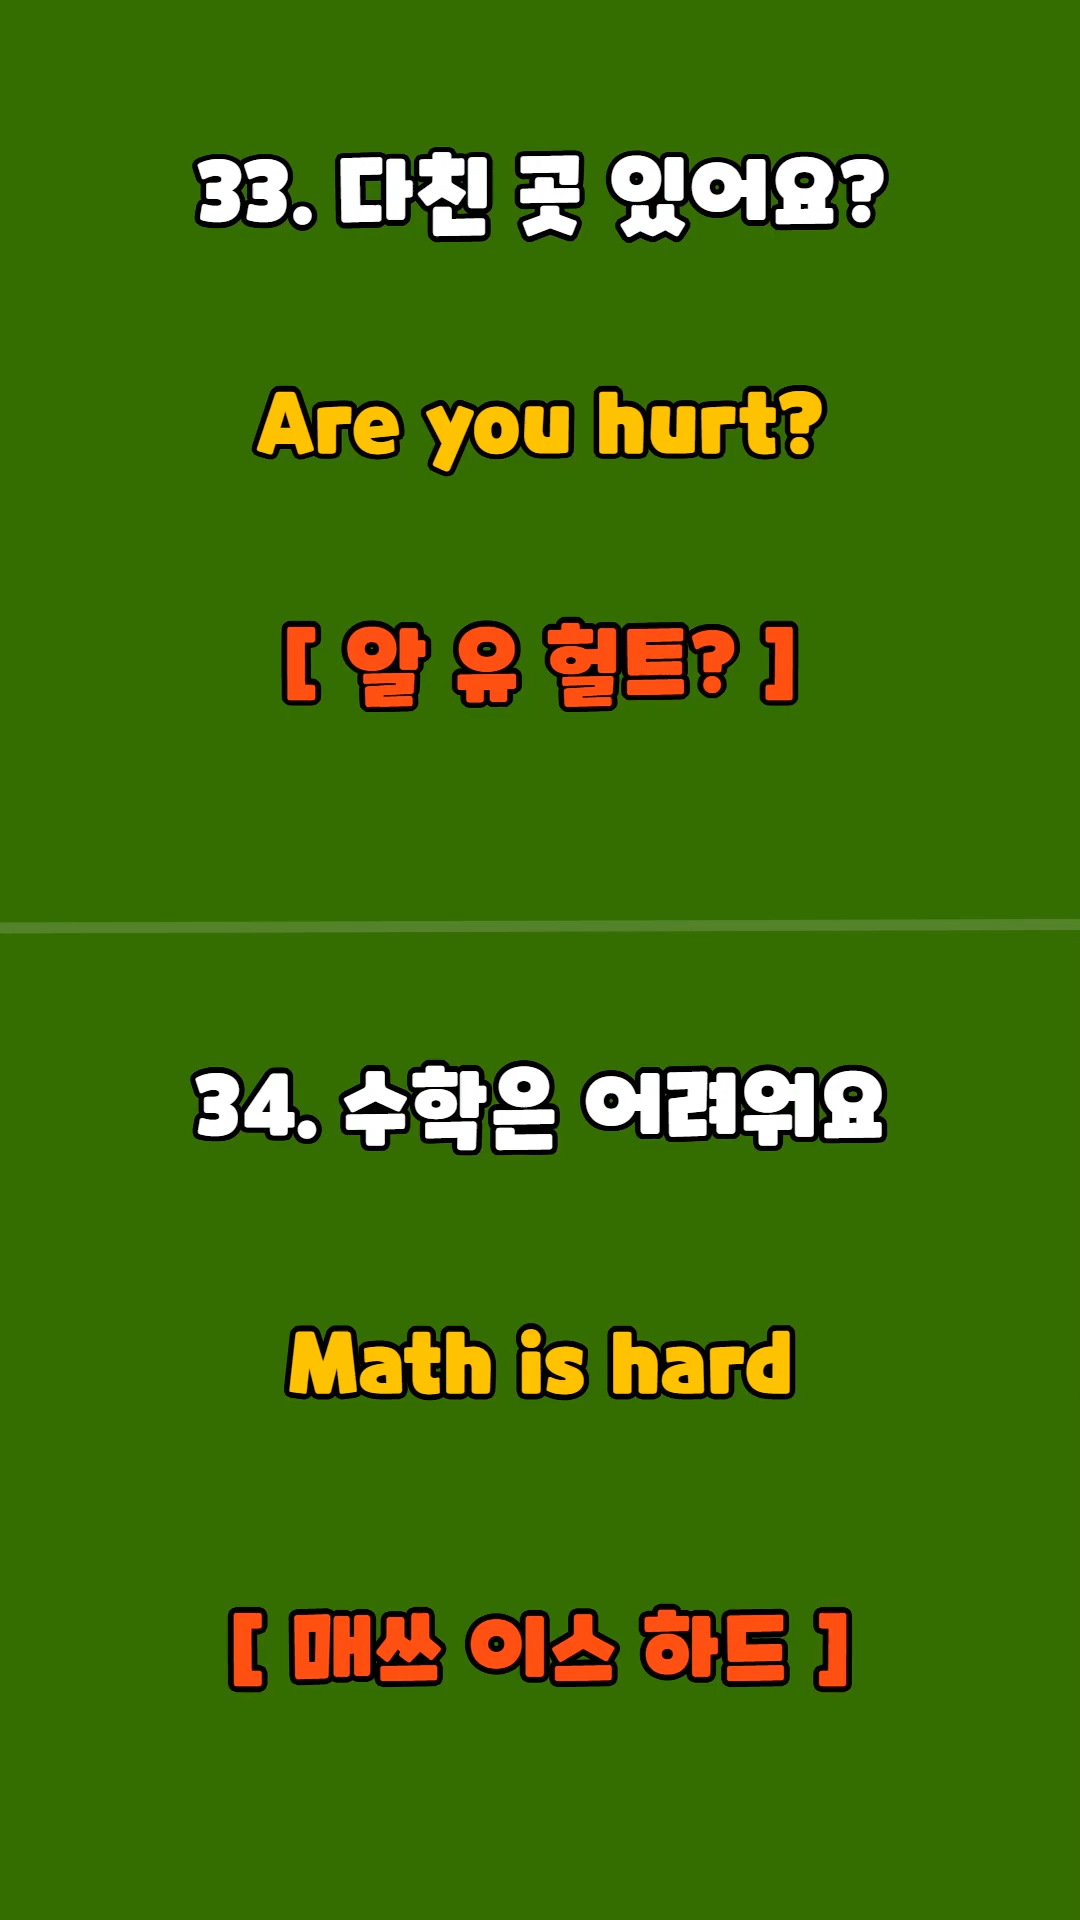 33. 다친 곳 있어요?
Are you hurt?
[ 알 유 헐트? ]
34. 수학은 어려워요
Math is hard
[ 매쓰 이스 하드 ]